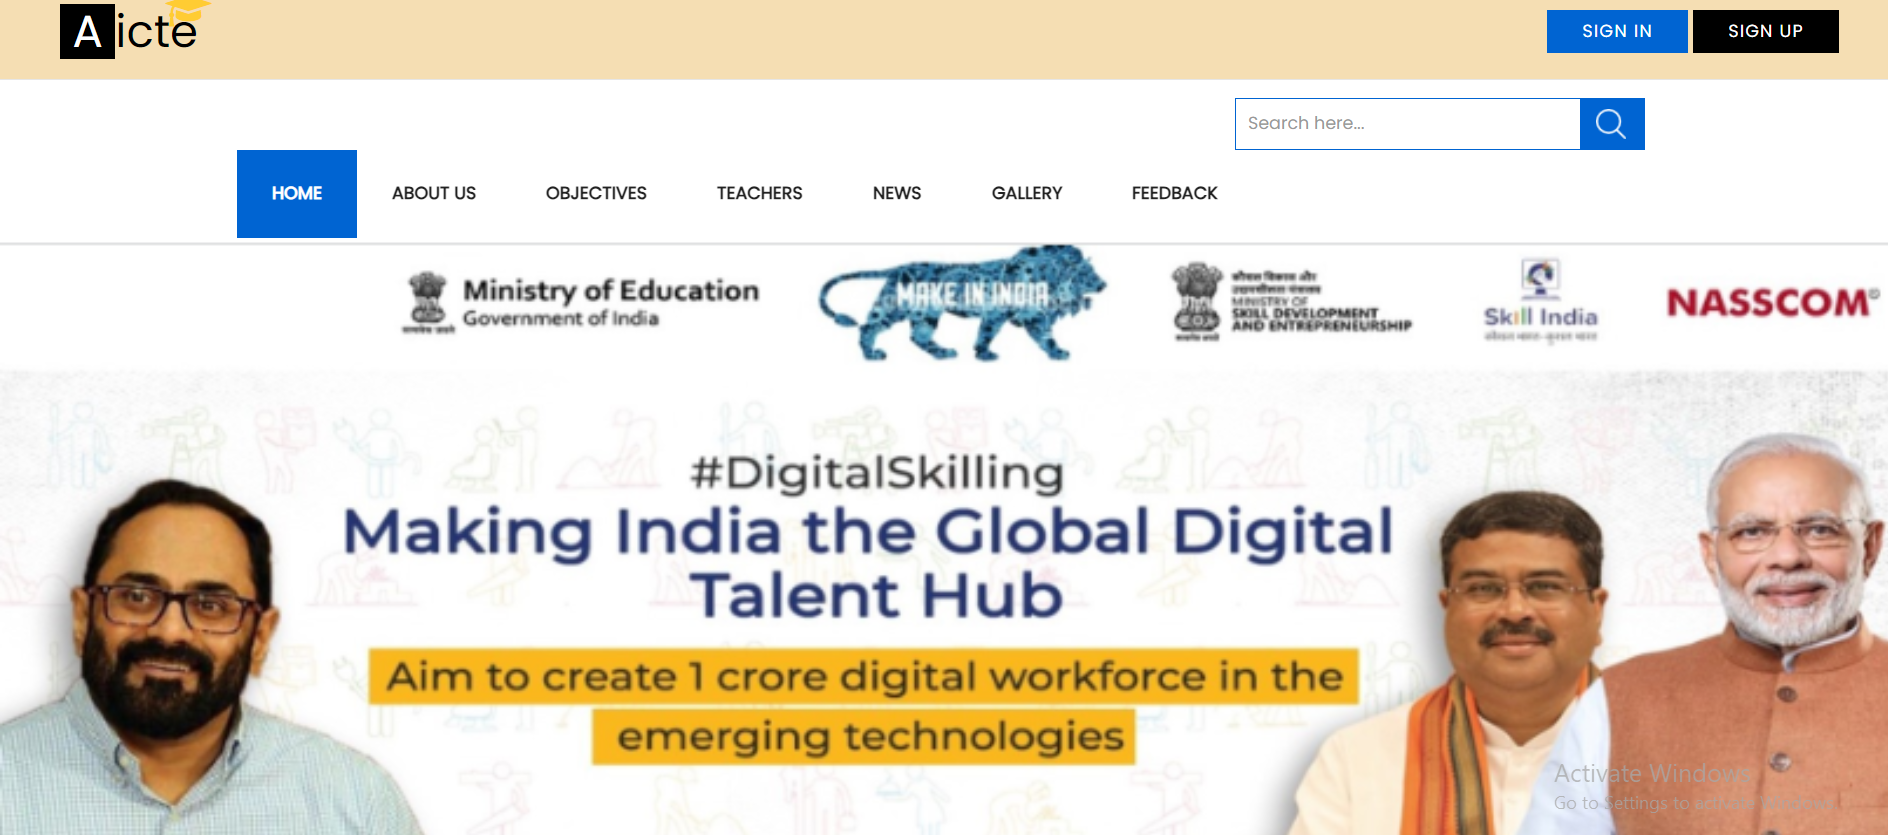 Aicte
SIGN IN
SIGN UP
Search here...
HOME
ABOUT US
OBJECTIVES
TEACHERS
NEWS
GALLERY
FEEDBACK
Ministry of Education
Government of India
MAKE IN INDIA
कौशल विकास और
MINISTRY OF
SKILL DEVELOPMENT
AND ENTREPRENEURSHIP
Skill India
NASSCOM®
#DigitalSkilling
Making India the Global Digital
Talent Hub
Aim to create 1 crore digital workforce in the
emerging technologies
Activate Windows
Go to Settings to activate Windows.